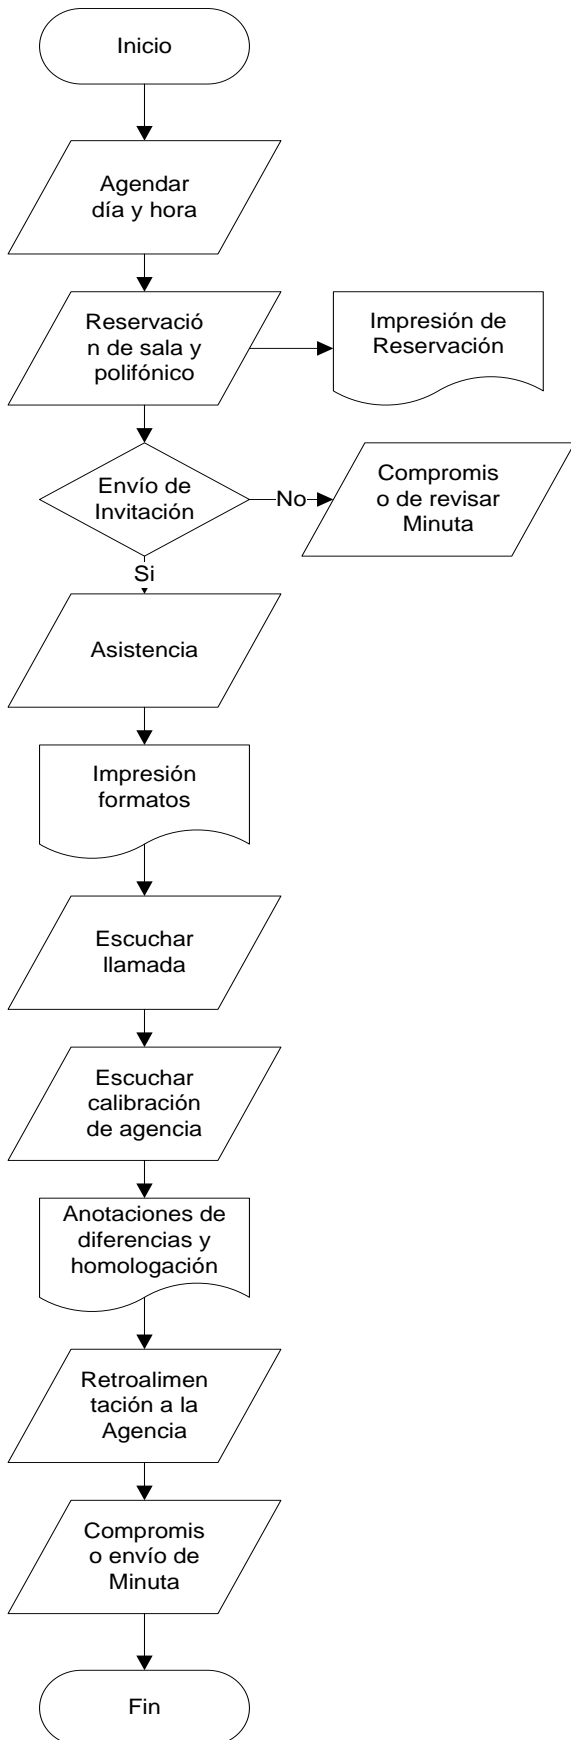 Inicio
Agendar
día y hora
Reservació
n de sala y
polifónico
Impresión de
Reservación
Envío de
Invitación
No
Compromis
o de revisar
Minuta
Si
Asistencia
Impresión
formatos
Escuchar
llamada
Escuchar
calibración
de agencia
Anotaciones de
diferencias y
homologación
Retroalimen
tación a la
Agencia
Compromis
o envío de
Minuta
Fin